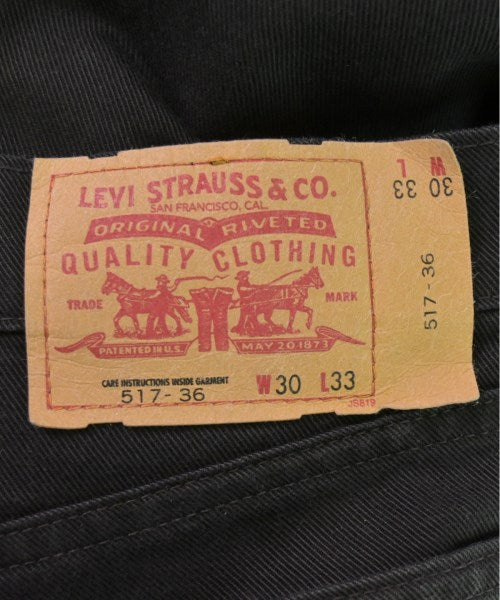 LEVI STRAUSS & CO.
SAN FRANCISCO, CAL.
ORIGINAL RIVETED
QUALITY CLOTHING
TRADE MARK
PATENTED IN U.S. MAY 20 1873
CARE INSTRUCTIONS INSIDE GARMENT
517-36 W30 L33
JS819
W L
30 33
517-36